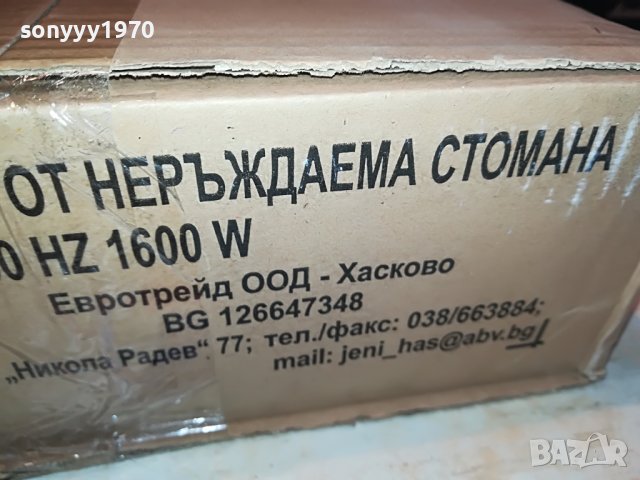 sonyyy1970
ОТ НЕРЪЖДАЕМА СТОМАНА
0 HZ 1600 W
Евротрейд ООД - Хасково
BG 126647348
„Никола Радев“ 77; тел./факс: 038/663884;
mail: jeni_has@abv.bg
BAZAR